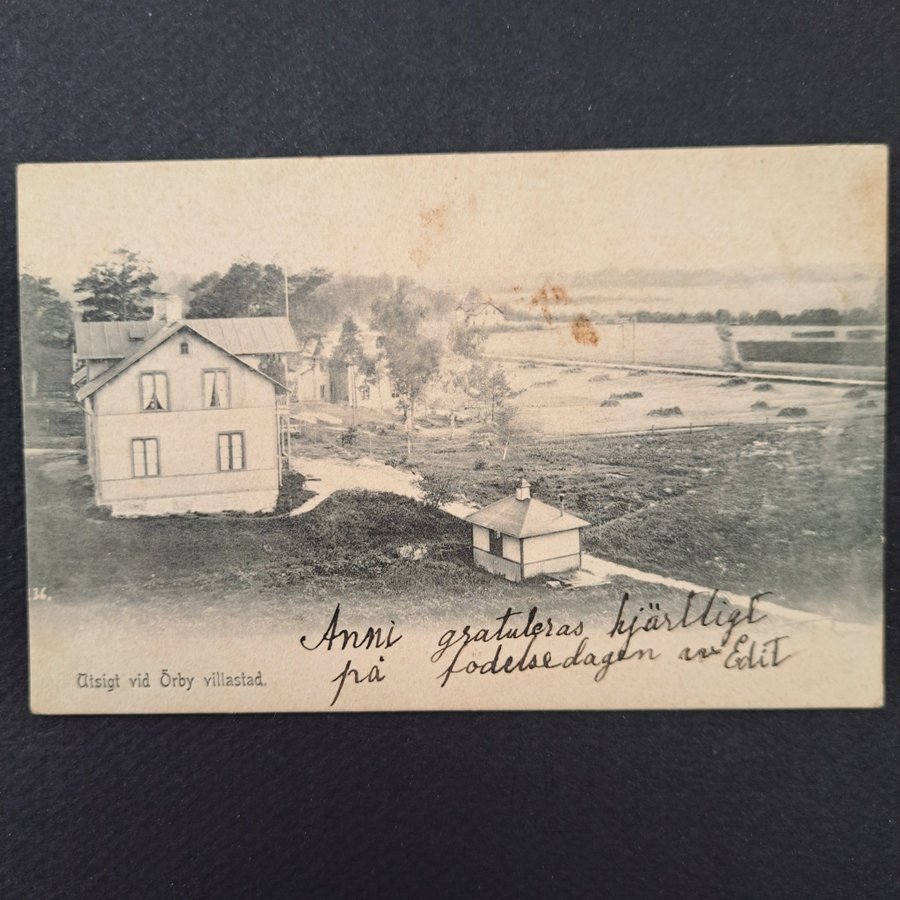 36.
Anni gratuleras hjärtligt
på födelsedagen av Edit
Utsigt vid Örby villastad.